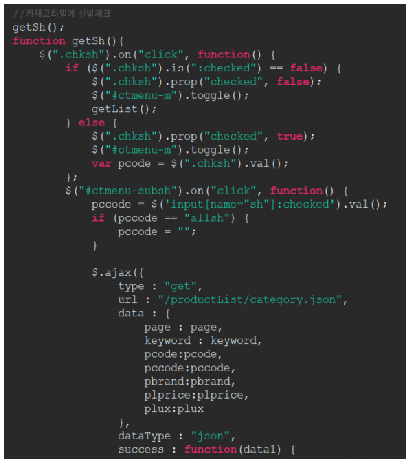 //카테고리별에 신발체크
getSh();
function getSh(){
    $(".chksh").on("click", function() {
        if ($(".chksh").is(":checked") == false) {
            $(".chksh").prop("checked", false);
            $("#ctmenu-m").toggle();
            getList();
        } else {
            $(".chksh").prop("checked", true);
            $("#ctmenu-m").toggle();
            var pcode = $(".chksh").val();
        };
        $("#ctmenu-subsh").on("click", function() {
            pccode = $('input[name="sh"]:checked').val();
            if (pccode == "allsh") {
                pccode = "";
            }
            $.ajax({
                type : "get",
                url : "/productList/category.json",
                data : {
                    page : page,
                    keyword : keyword,
                    pcode:pcode,
                    pccode:pccode,
                    pbrand:pbrand,
                    plprice:plprice,
                    plux:plux
                },
                dataType : "json",
                success : function(data1) {